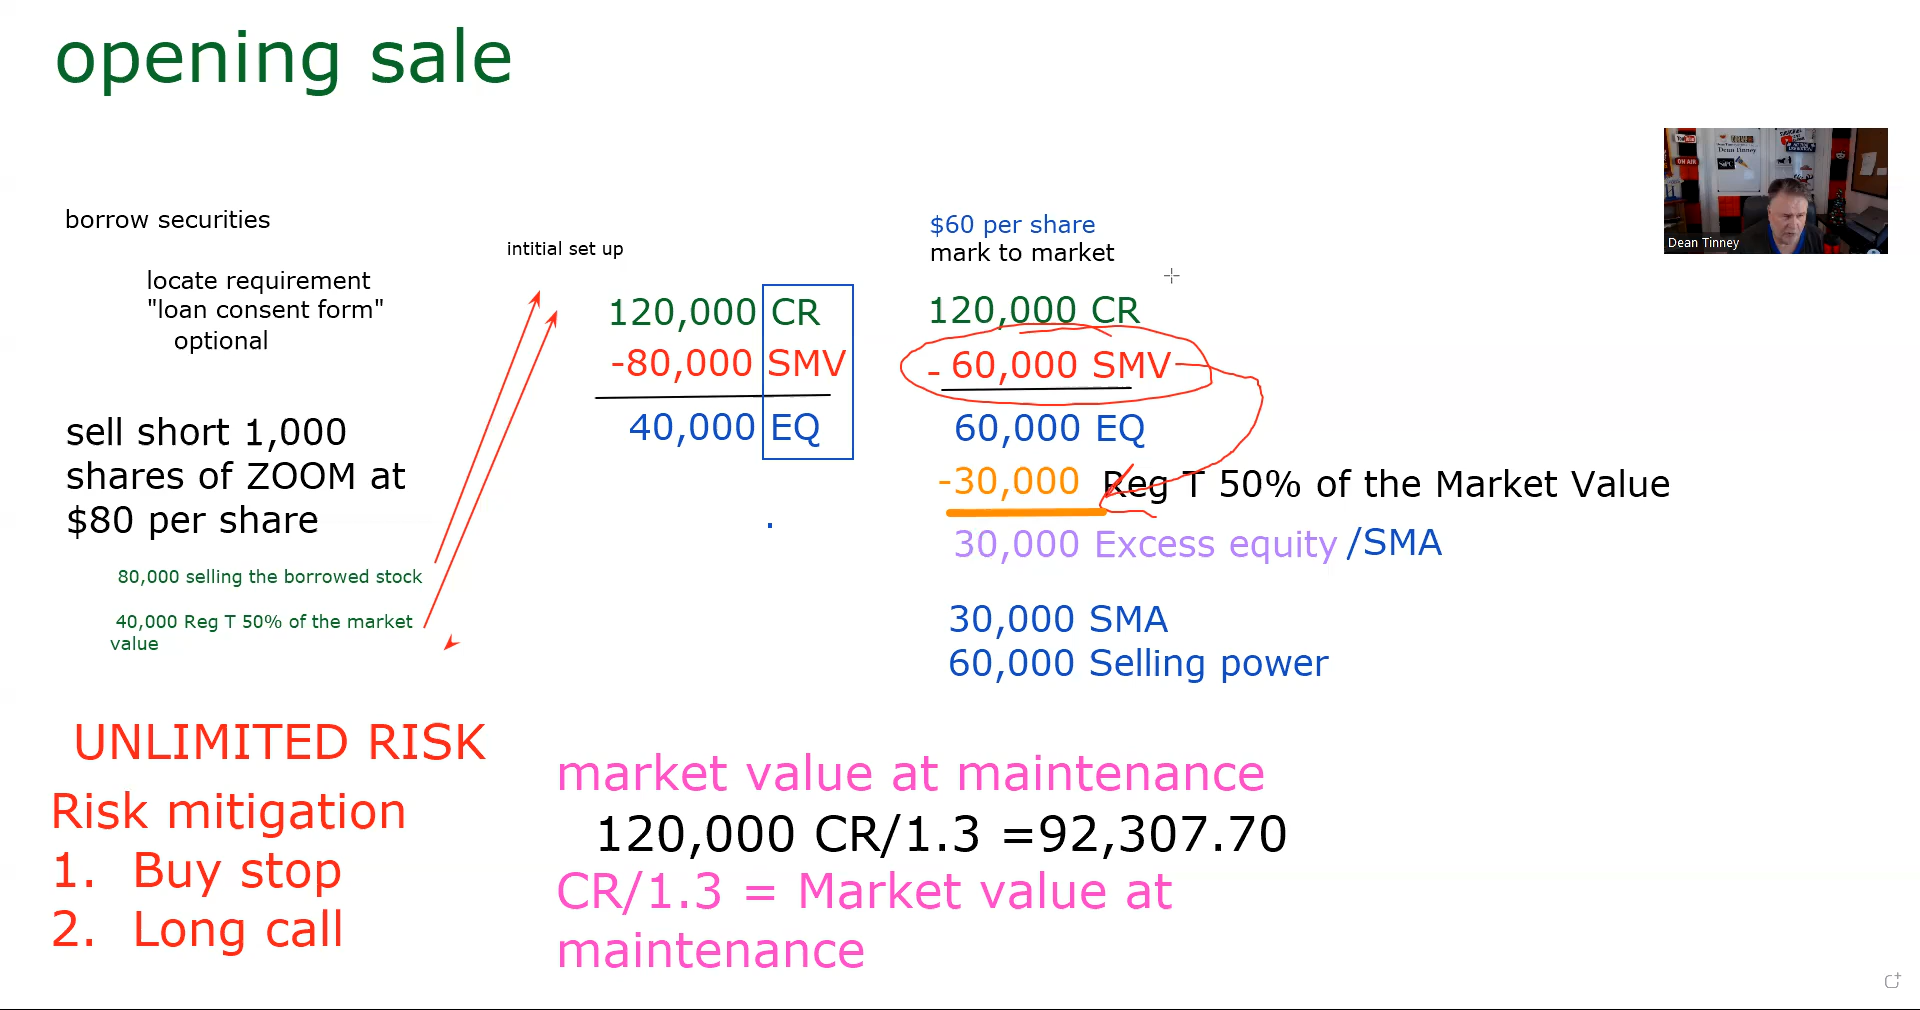 opening sale
borrow securities
locate requirement
"loan consent form"
optional
sell short 1,000
shares of ZOOM at
$80 per share
80,000 selling the borrowed stock
40,000 Reg T 50% of the market
value
intitial set up
120,000 CR
-80,000 SMV
40,000 EQ
.
$60 per share
mark to market
120,000 CR
- 60,000 SMV
60,000 EQ
-30,000 Reg T 50% of the Market Value
30,000 Excess equity /SMA
30,000 SMA
60,000 Selling power
UNLIMITED RISK
Risk mitigation
1. Buy stop
2. Long call
market value at maintenance
120,000 CR/1.3 =92,307.70
CR/1.3 = Market value at
maintenance
ON AIR
Dean Tinney
Dean Tinney